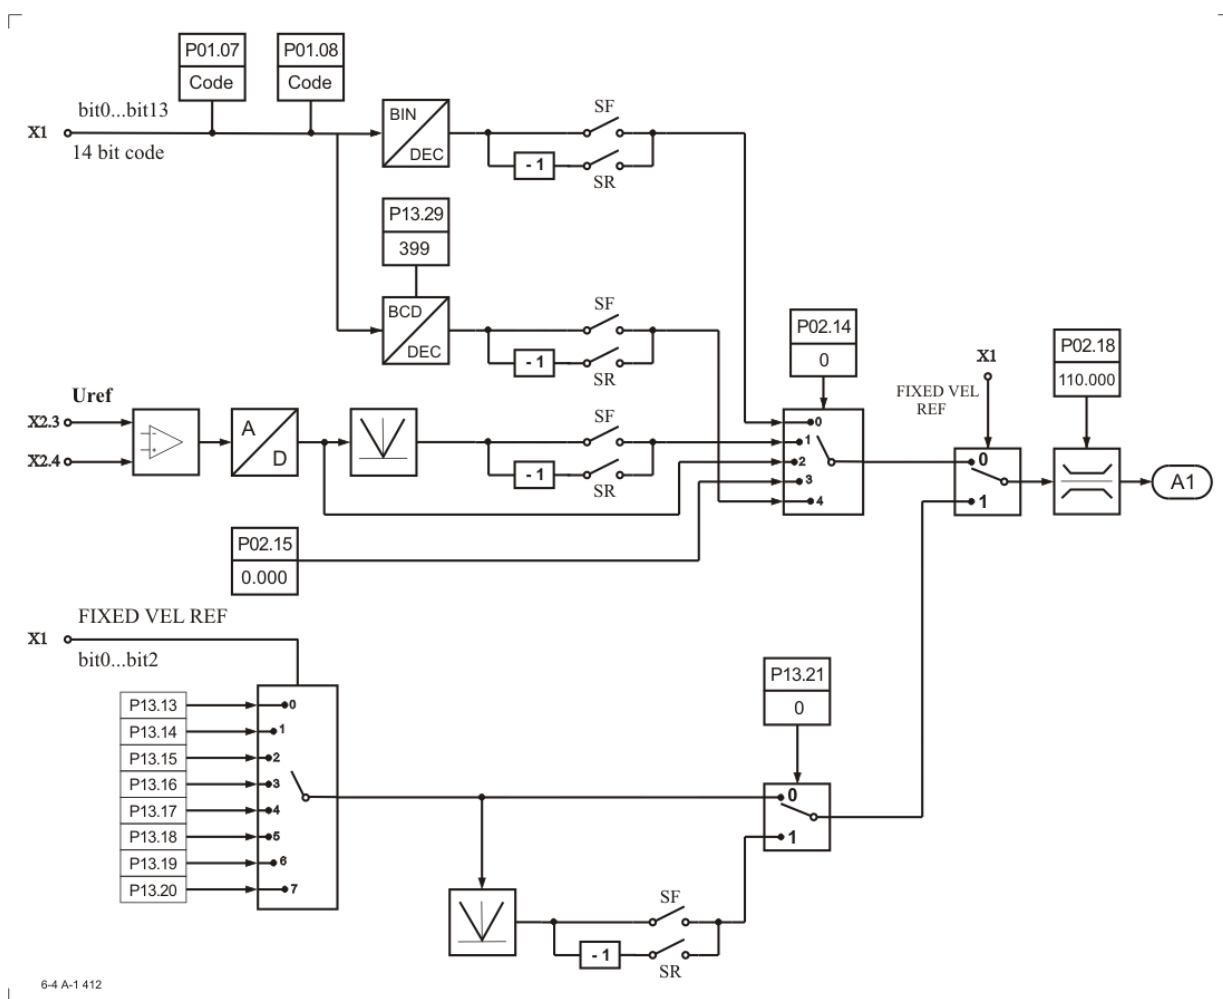 P01.07
Code
P01.08
Code
bit0...bit13
X1
14 bit code
BIN
DEC
SF
- 1
SR
P13.29
399
BCD
DEC
SF
- 1
SR
P02.14
0
X1
FIXED VEL
REF
P02.18
110.000
Uref
X2.3
X2.4
A
D
SF
- 1
SR
0
1
2
3
4
0
1
A1
P02.15
0.000
FIXED VEL REF
X1
bit0...bit2
P13.13
P13.14
P13.15
P13.16
P13.17
P13.18
P13.19
P13.20
0
1
2
3
4
5
6
7
P13.21
0
0
1
SF
- 1
SR
6-4 A-1 412